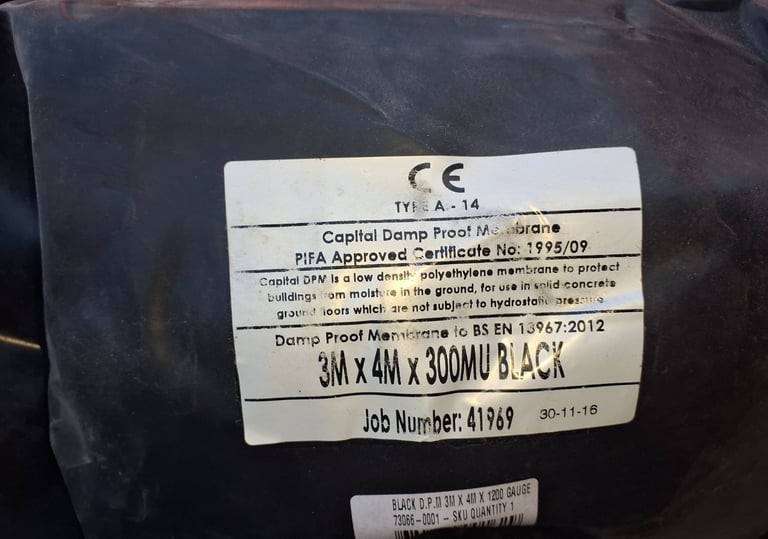 CE
TYPE A - 14
Capital Damp Proof Membrane
PIFA Approved Certificate No: 1995/09
Capital DPM is a low density polyethylene membrane to protect
buildings from moisture in the ground, for use in solid concrete
ground floors which are not subject to hydrostatic pressure
Damp Proof Membrane to BS EN 13967:2012
3M x 4M x 300MU BLACK
Job Number: 41969 30-11-16
BLACK D.P.M 3M X 4M X 1200 GAUGE
73066-0001 - SKU QUANTITY 1